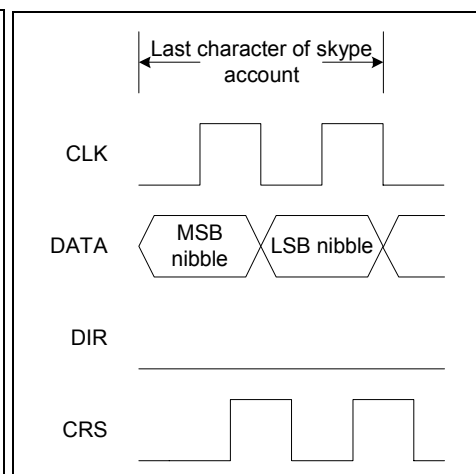 Last character of skype
account
CLK
DATA
MSB
nibble
LSB nibble
DIR
CRS